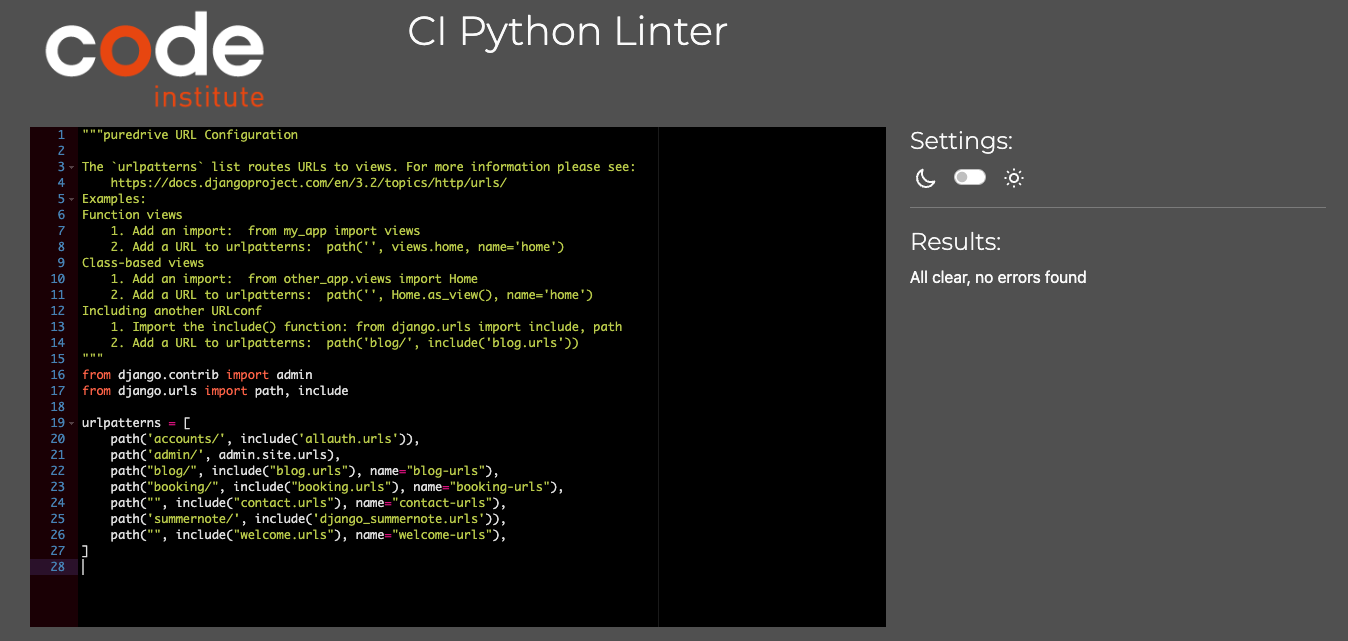 code
institute
CI Python Linter
1 """puredrive URL Configuration
2
3 The `urlpatterns` list routes URLs to views. For more information please see:
4     https://docs.djangoproject.com/en/3.2/topics/http/urls/
5 Examples:
6 Function views
7     1. Add an import:  from my_app import views
8     2. Add a URL to urlpatterns:  path('', views.home, name='home')
9 Class-based views
10     1. Add an import:  from other_app.views import Home
11     2. Add a URL to urlpatterns:  path('', Home.as_view(), name='home')
12 Including another URLconf
13     1. Import the include() function: from django.urls import include, path
14     2. Add a URL to urlpatterns:  path('blog/', include('blog.urls'))
15 """
16 from django.contrib import admin
17 from django.urls import path, include
18
19 urlpatterns = [
20     path('accounts/', include('allauth.urls')),
21     path('admin/', admin.site.urls),
22     path("blog/", include("blog.urls"), name="blog-urls"),
23     path("booking/", include("booking.urls"), name="booking-urls"),
24     path("", include("contact.urls"), name="contact-urls"),
25     path('summernote/', include('django_summernote.urls')),
26     path("", include("welcome.urls"), name="welcome-urls"),
27 ]
28
Settings:
Results:
All clear, no errors found